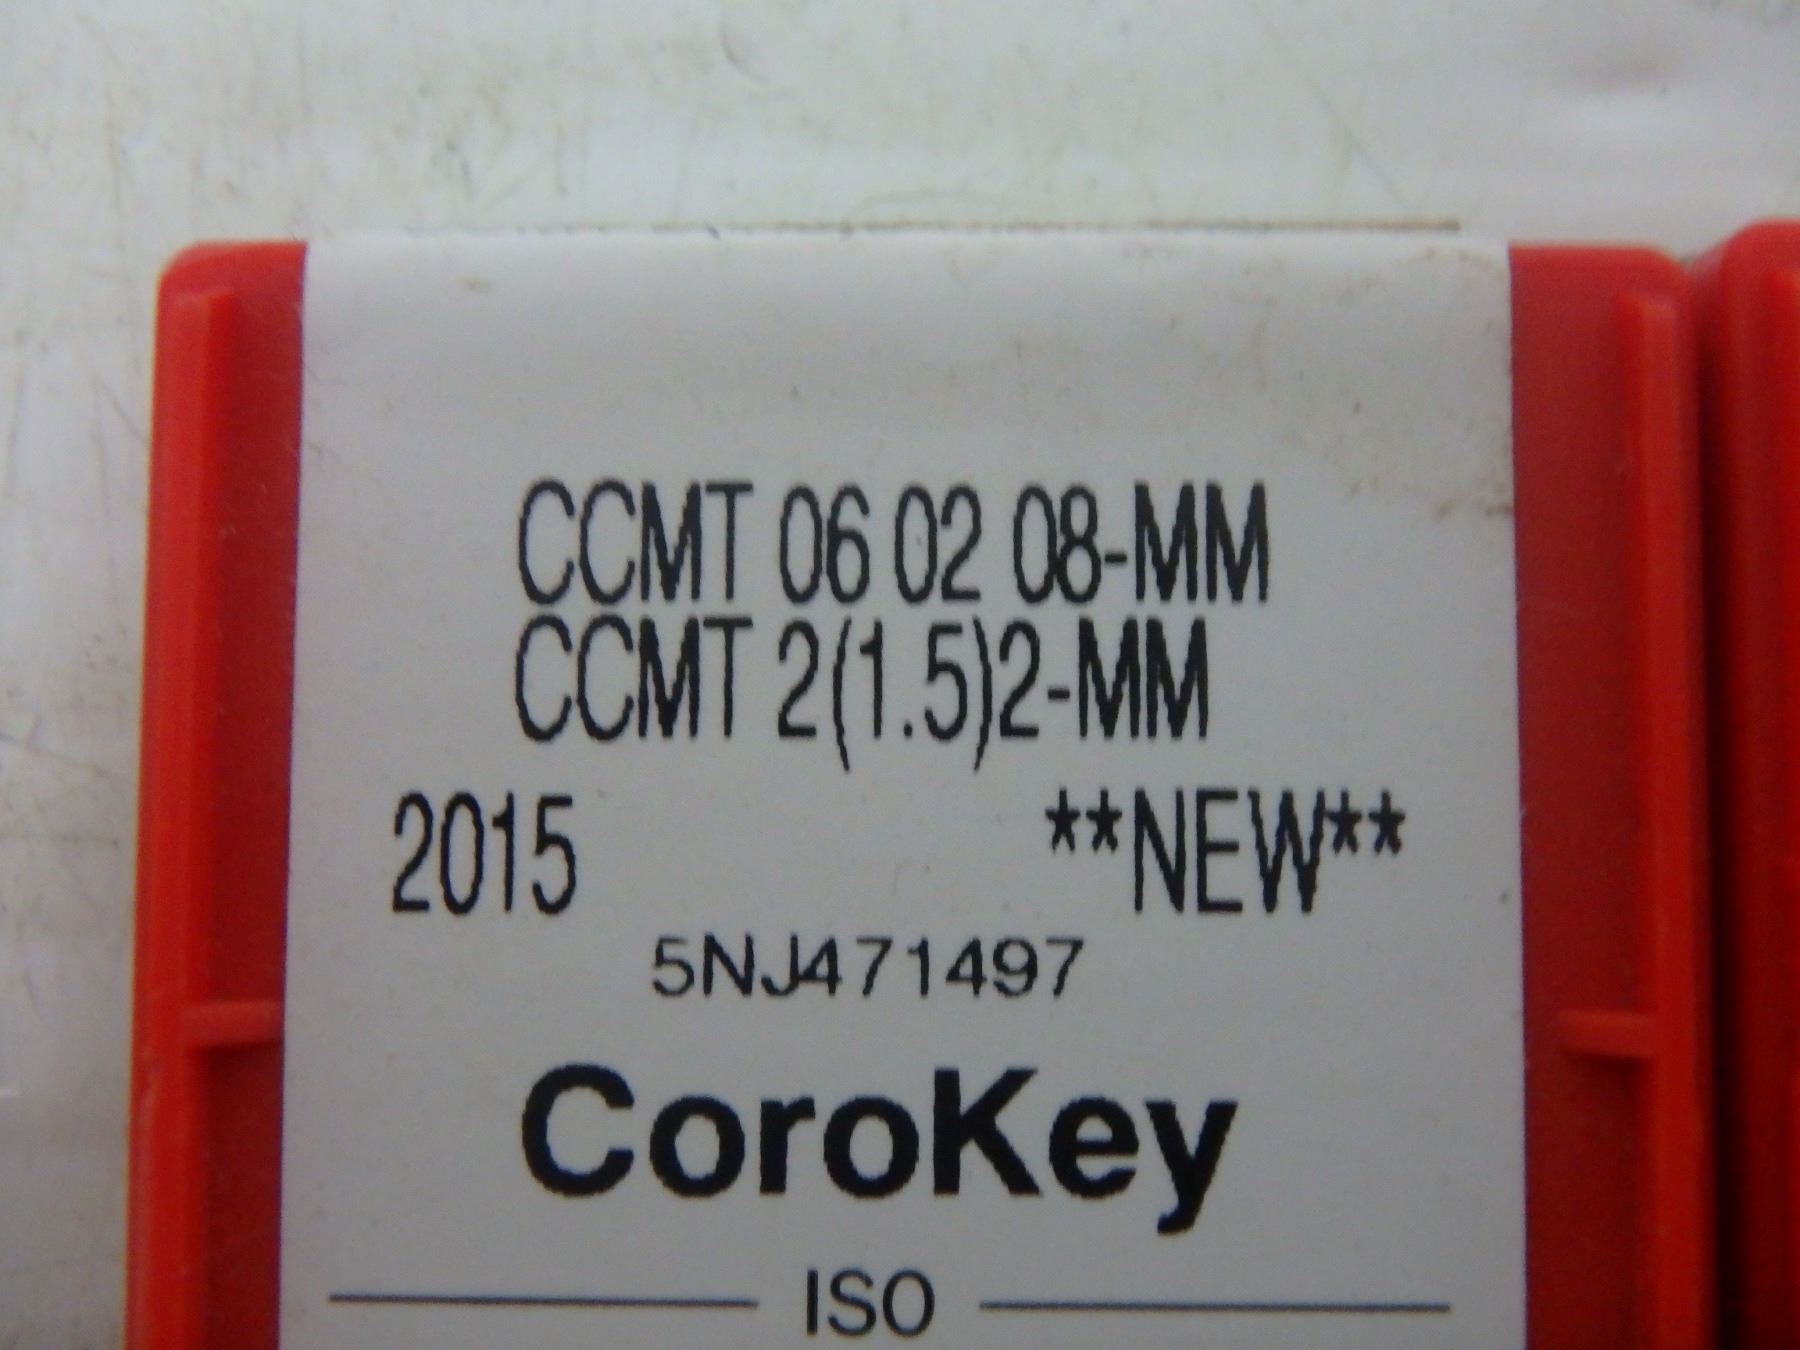 CCMT 06 02 08-MM
CCMT 2(1.5)2-MM
2015 **NEW**
5NJ471497
CoroKey
ISO